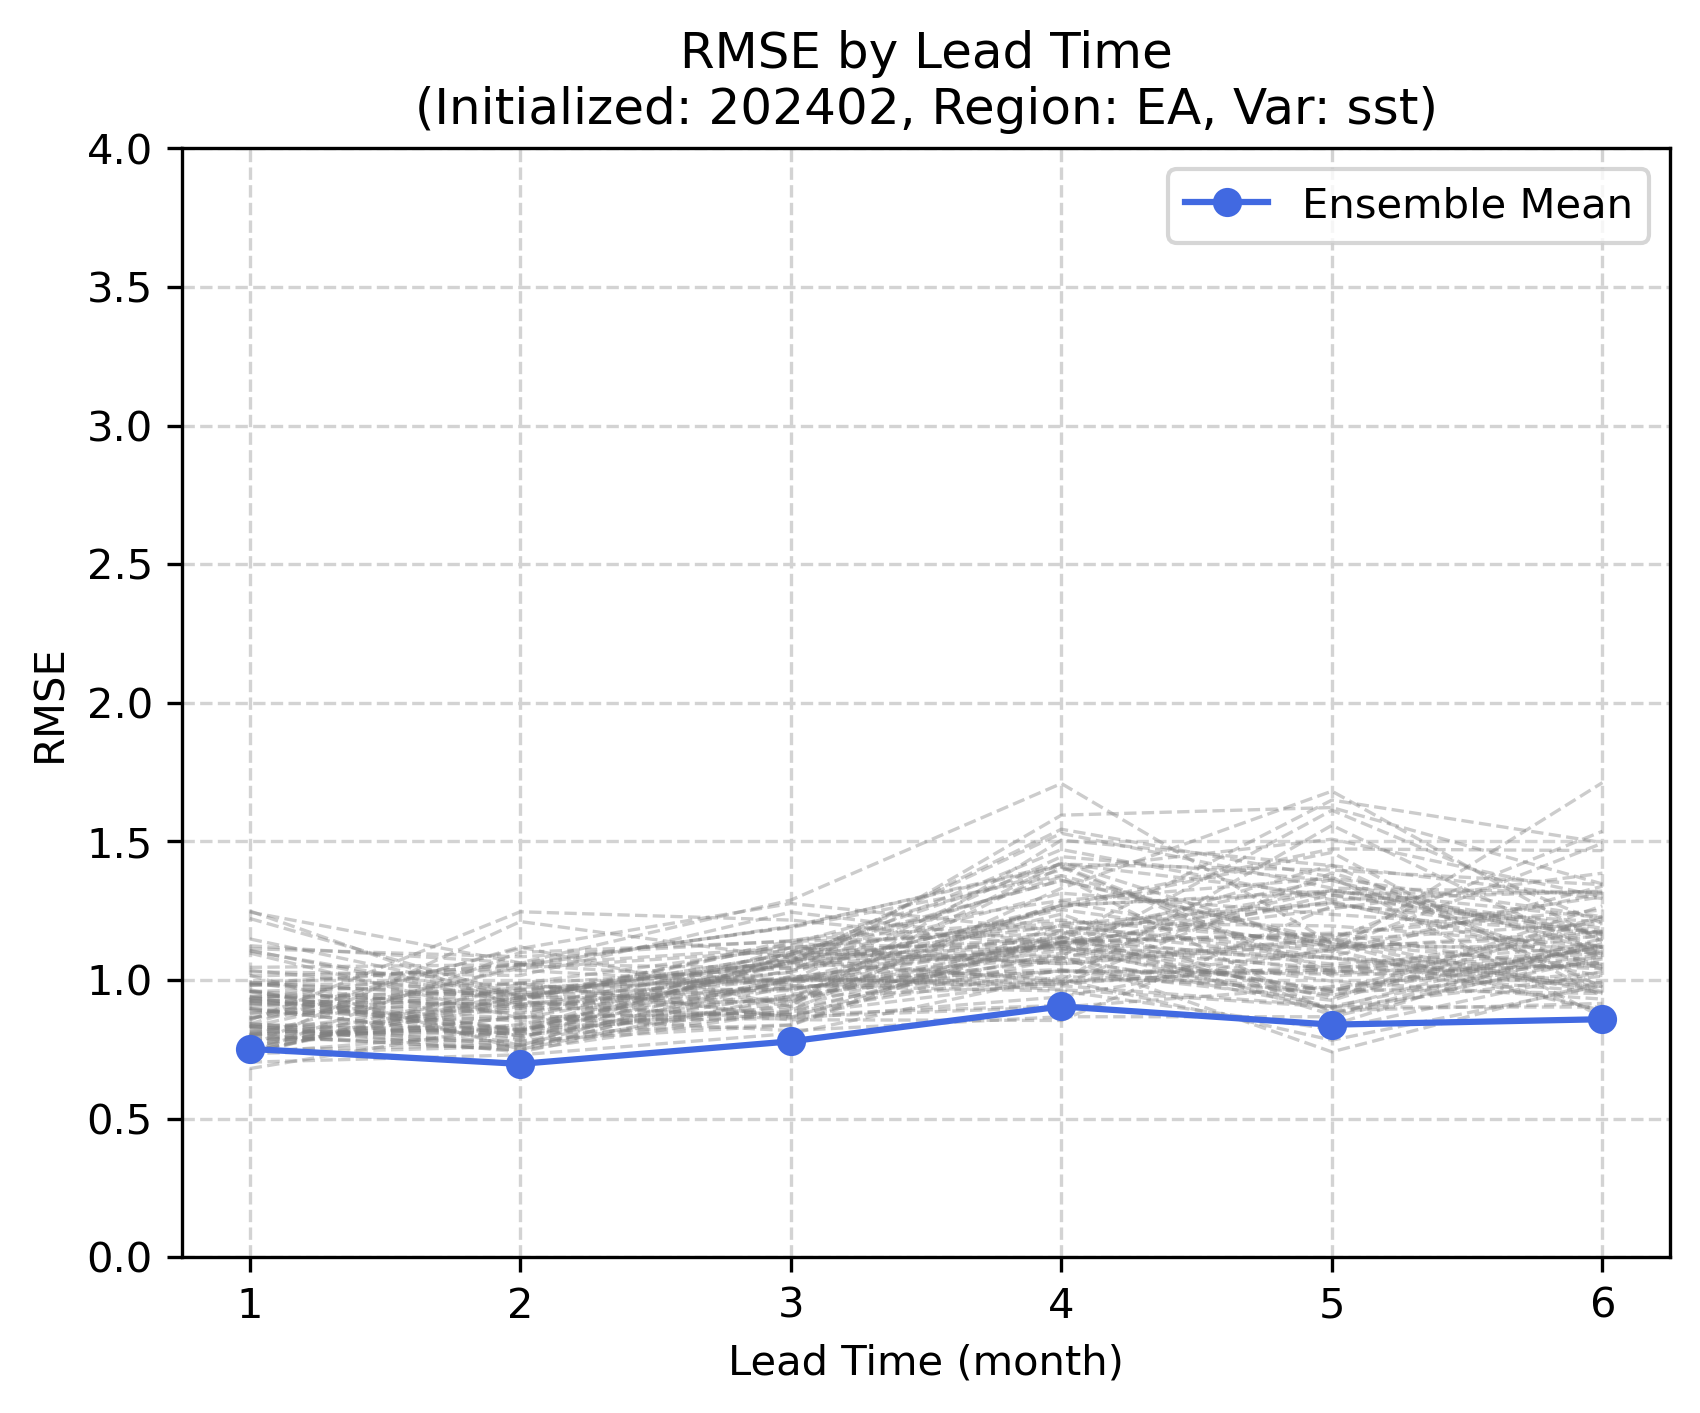 RMSE by Lead Time
(Initialized: 202402, Region: EA, Var: sst)
Ensemble Mean
4.0
3.5
3.0
2.5
2.0
1.5
1.0
0.5
0.0
RMSE
1 2 3 4 5 6
Lead Time (month)